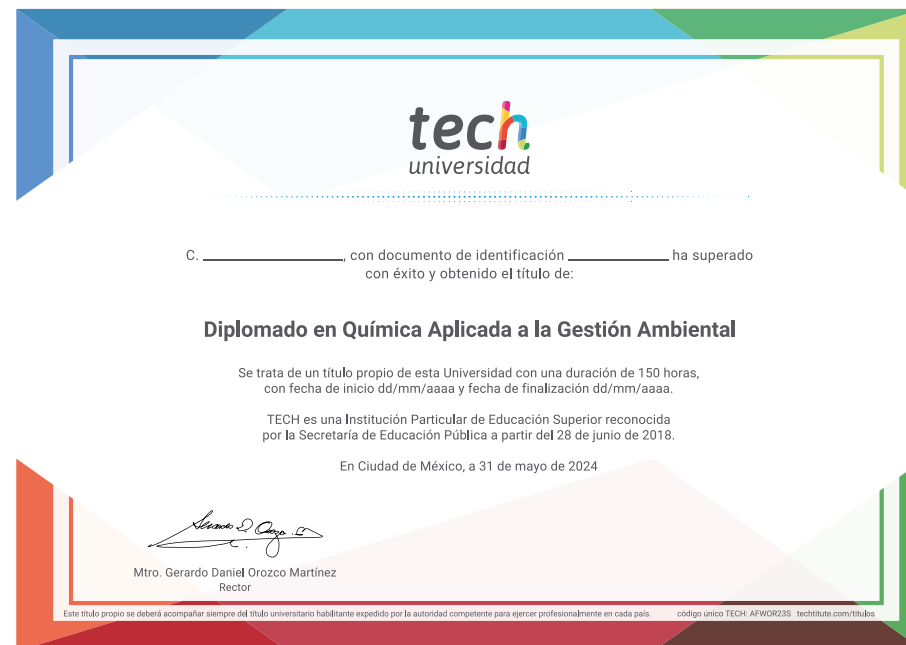 tech
universidad
C. ____________, con documento de identificación ____________ ha superado
con éxito y obtenido el título de:
Diplomado en Química Aplicada a la Gestión Ambiental
Se trata de un título propio de esta Universidad con una duración de 150 horas,
con fecha de inicio dd/mm/aaaa y fecha de finalización dd/mm/aaaa.
TECH es una Institución Particular de Educación Superior reconocida
por la Secretaría de Educación Pública a partir del 28 de junio de 2018.
En Ciudad de México, a 31 de mayo de 2024
Mtro. Gerardo Daniel Orozco Martínez
Rector
Este título propio se deberá acompañar siempre del título universitario habilitante expedido por la autoridad competente para ejercer profesionalmente en cada país. código único TECH: AFWOR23S techtitute.com/titulos